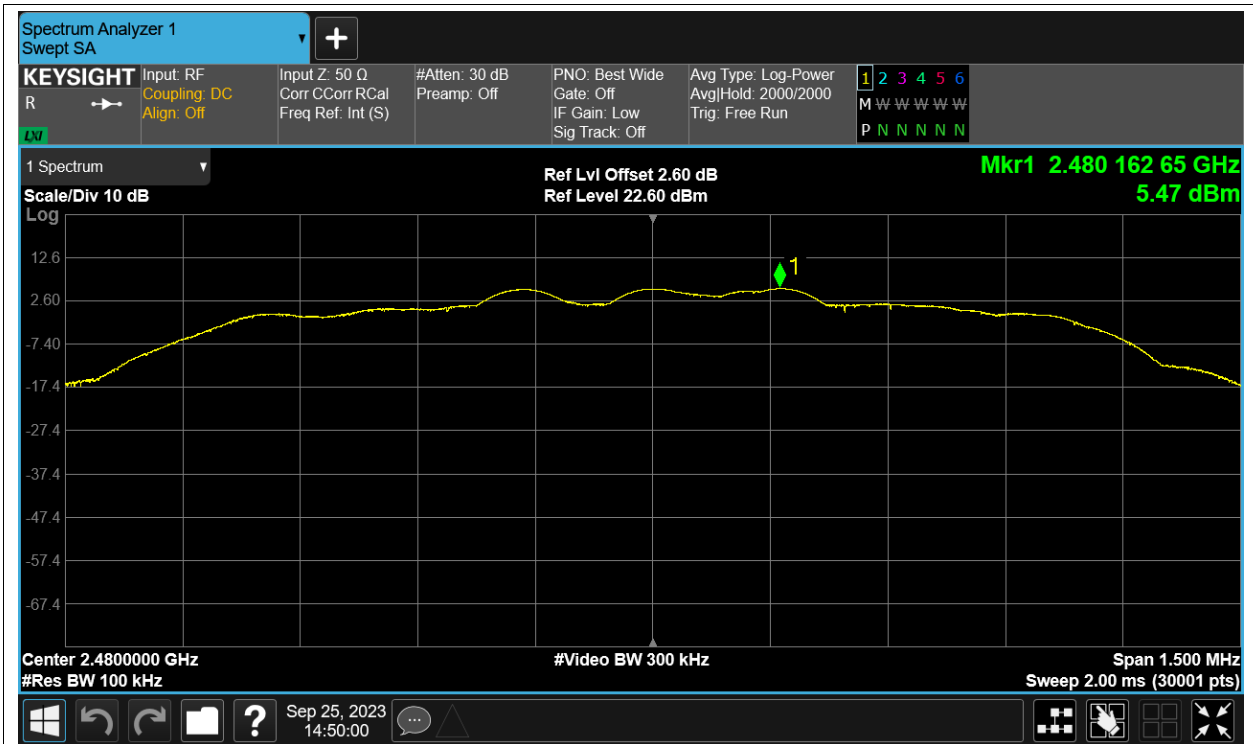 Spectrum Analyzer 1
Swept SA
+
KEYSIGHT
R
LXI
Input: RF
Coupling: DC
Align: Off
Input Z: 50 Ω
Corr CCorr RCal
Freq Ref: Int (S)
#Atten: 30 dB
Preamp: Off
PNO: Best Wide
Gate: Off
IF Gain: Low
Sig Track: Off
Avg Type: Log-Power
Avg|Hold: 2000/2000
Trig: Free Run
1 2 3 4 5 6
M W W W W W W
P N N N N N N
1 Spectrum
Scale/Div 10 dB
Log
Ref Lvl Offset 2.60 dB
Ref Level 22.60 dBm
Mkr1 2.480 162 65 GHz
5.47 dBm
1
12.6
2.60
-7.40
-17.4
-27.4
-37.4
-47.4
-57.4
-67.4
Center 2.4800000 GHz
#Res BW 100 kHz
#Video BW 300 kHz
Span 1.500 MHz
Sweep 2.00 ms (30001 pts)
?
Sep 25, 2023
14:50:00